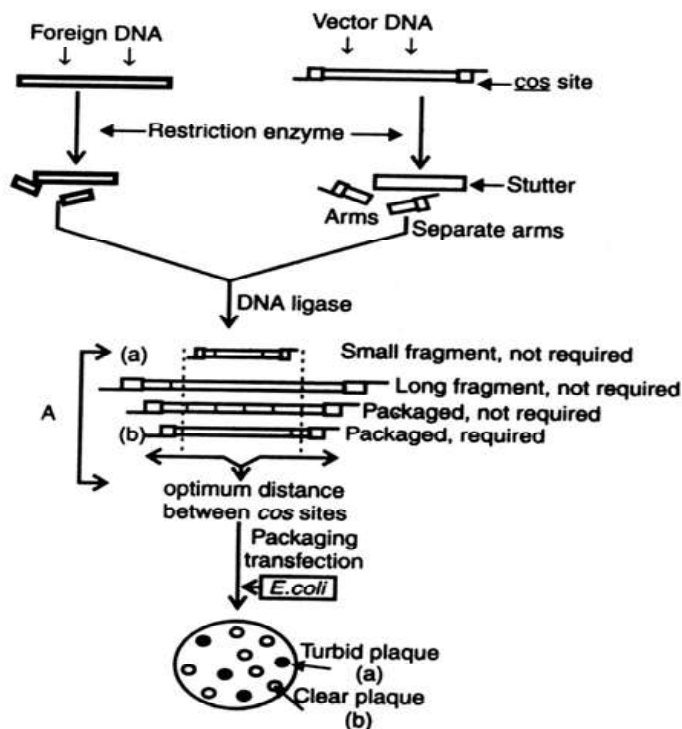 Foreign DNA
Vector DNA
cos site
Restriction enzyme
Stutter
Arms
Separate arms
DNA ligase
A
(a)
Small fragment, not required
Long fragment, not required
Packaged, not required
(b)
Packaged, required
optimum distance
between cos sites
Packaging
transfection
E.coli
Turbid plaque
(a)
Clear plaque
(b)